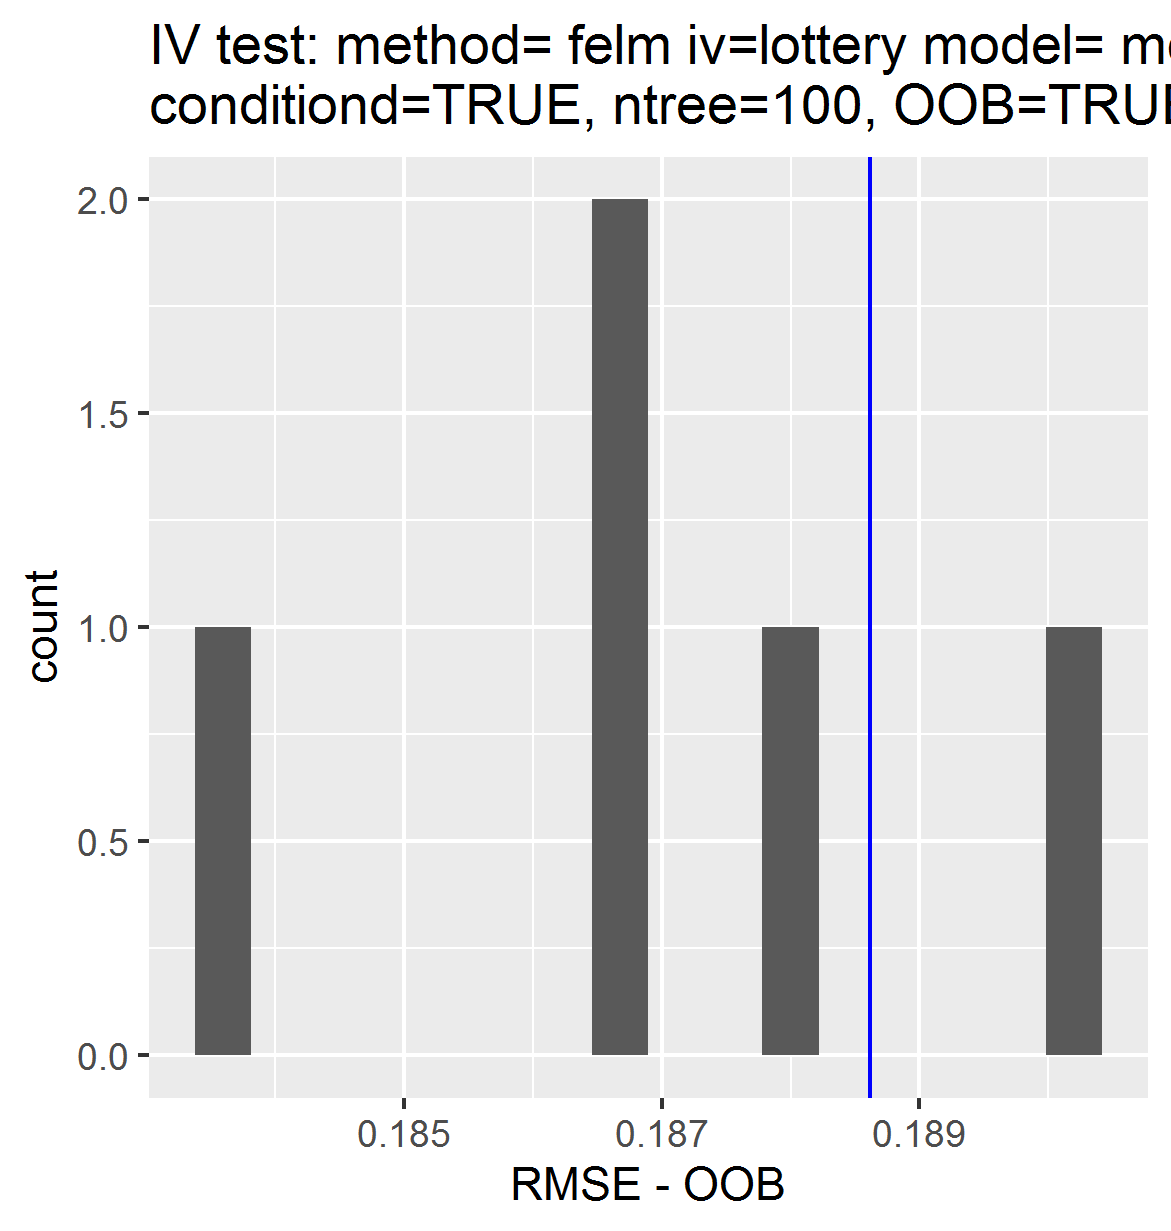 IV test: method= felm iv=lottery model=
conditiond=TRUE, ntree=100,
2.0
1.5
1.0
0.5
0.0
count
0.185 0.187 0.189
RMSE - OOB